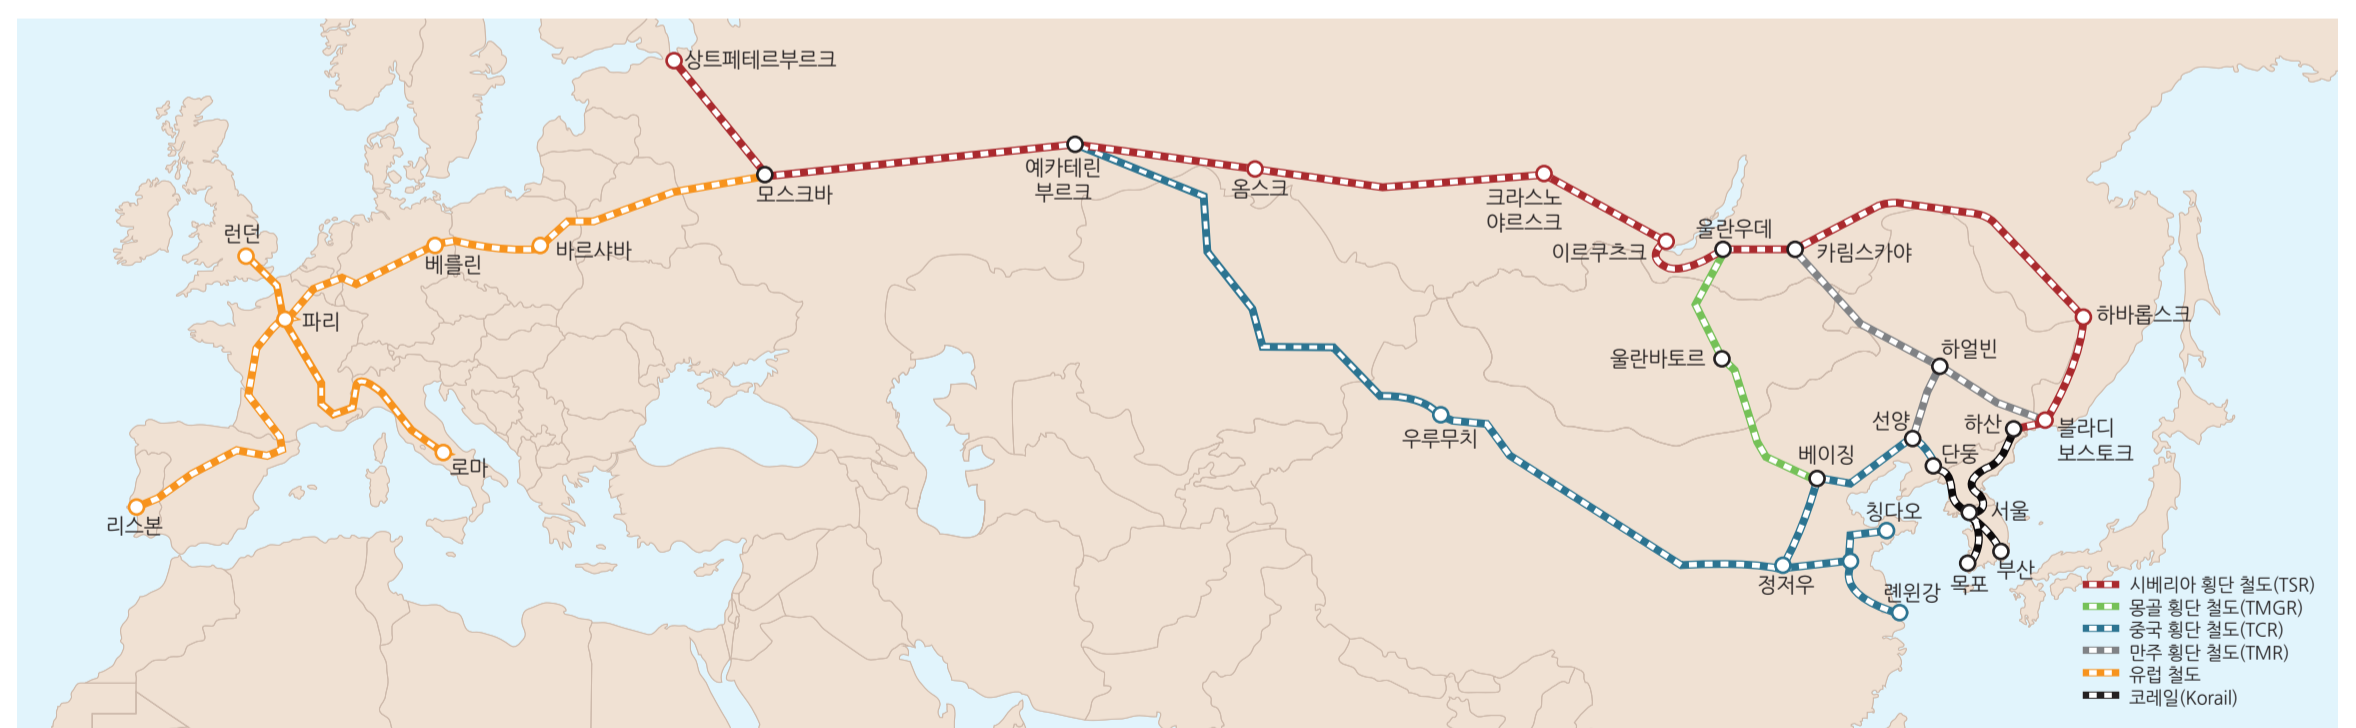 상트페테르부르크
모스크바
예카테린
부르크
옴스크
크라스노
야르스크
이르쿠츠크
울란우데
카림스카야
하바롭스크
런던
베를린
바르샤바
파리
울란바토르
하얼빈
로마
리스본
우루무치
선양
하산
블라디
보스토크
베이징
단둥
칭다오
서울
정저우
롄윈강
목포
부산
시베리아 횡단 철도(TSR)
몽골 횡단 철도(TMGR)
중국 횡단 철도(TCR)
만주 횡단 철도(TMR)
유럽 철도
코레일(Korail)